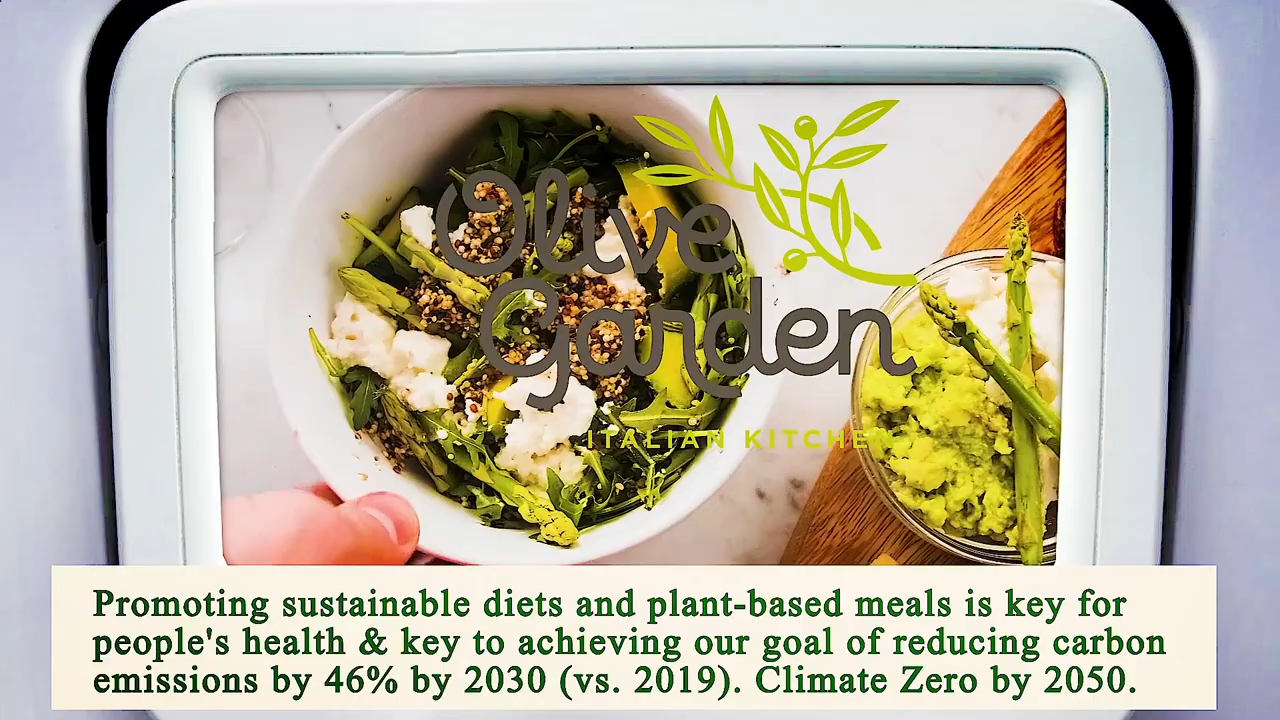 Olive
Garden
ITALIAN KITCHEN
Promoting sustainable diets and plant-based meals is key for
people's health & key to achieving our goal of reducing carbon
emissions by 46% by 2030 (vs. 2019). Climate Zero by 2050.